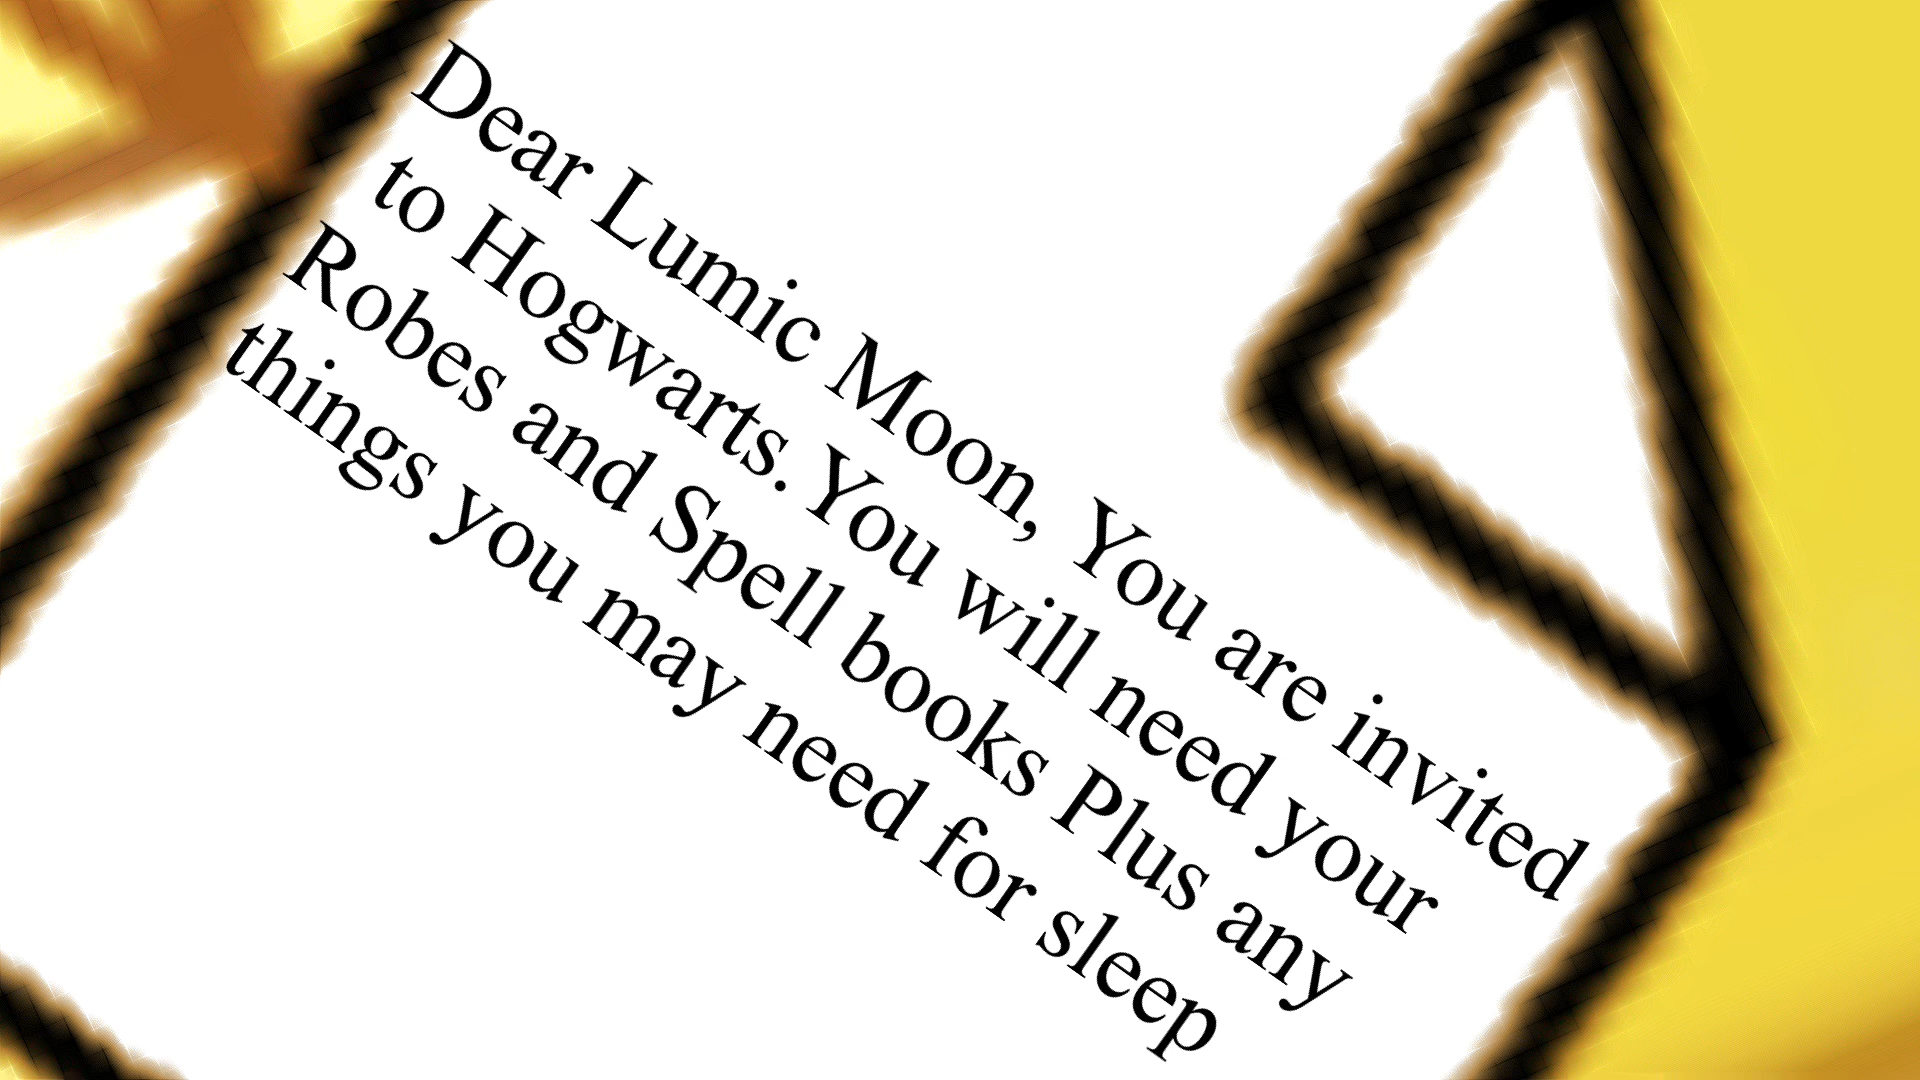 Dear Lumic Moon, You are invited
to Hogwarts. You will need your
Robes and Spell books Plus any
things you may need for sleep